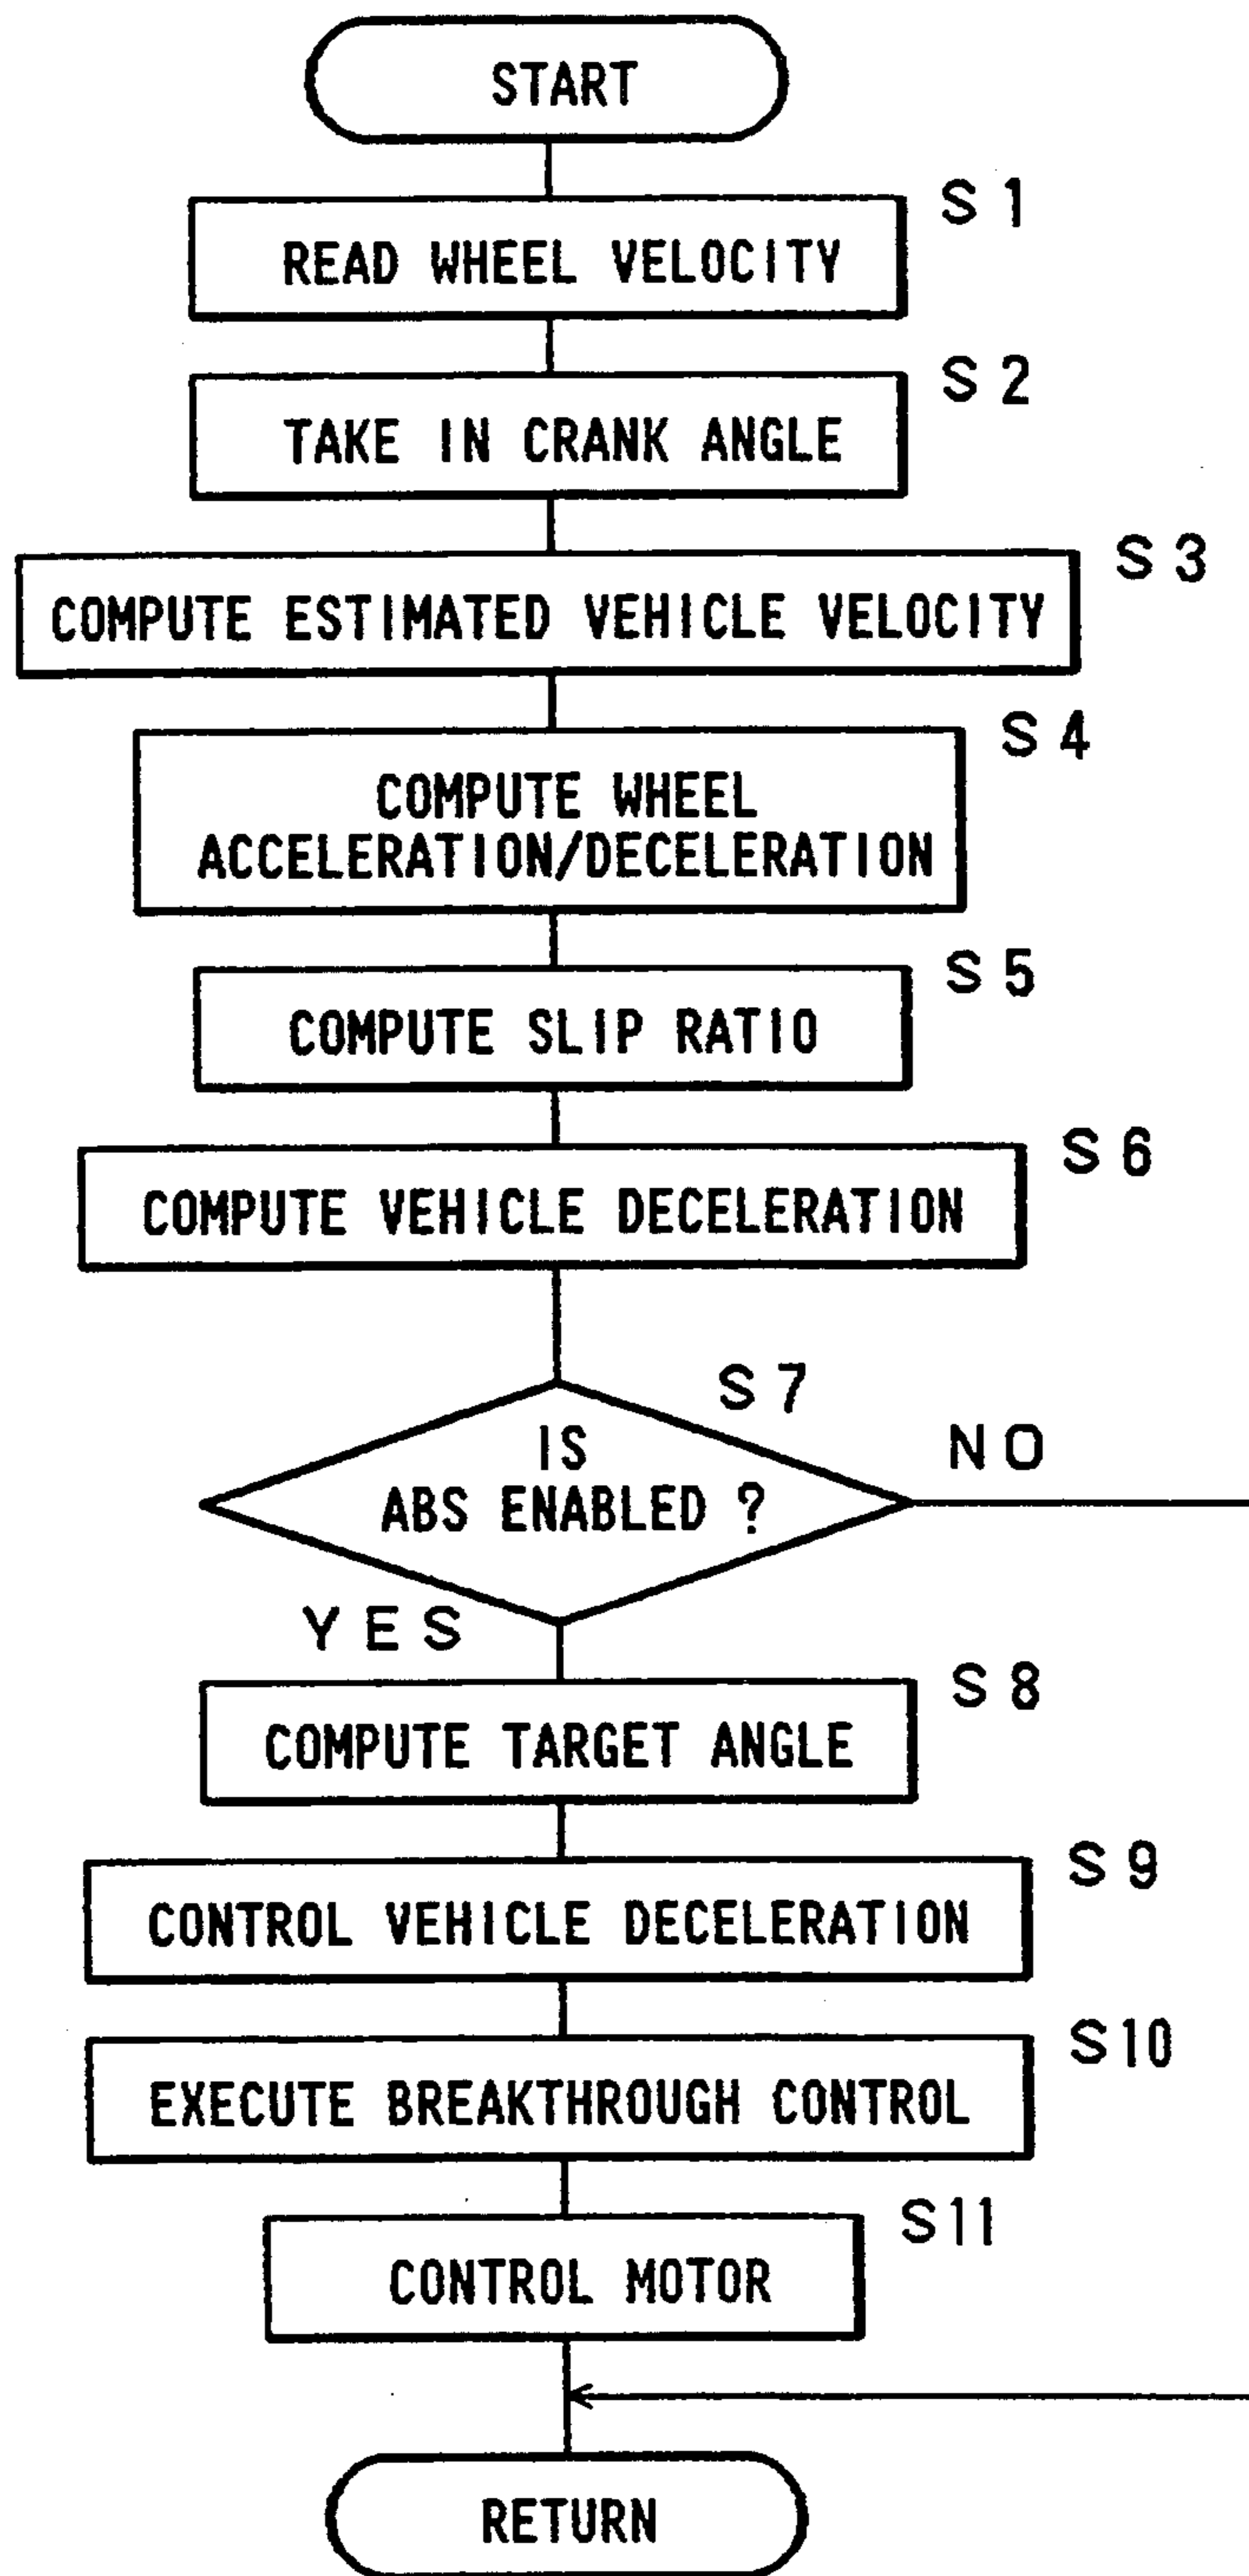 START
S1
READ WHEEL VELOCITY
S2
TAKE IN CRANK ANGLE
S3
COMPUTE ESTIMATED VEHICLE VELOCITY
S4
COMPUTE WHEEL
ACCELERATION/DECELERATION
S5
COMPUTE SLIP RATIO
S6
COMPUTE VEHICLE DECELERATION
S7
IS
ABS ENABLED ?
NO
YES
S8
COMPUTE TARGET ANGLE
S9
CONTROL VEHICLE DECELERATION
S10
EXECUTE BREAKTHROUGH CONTROL
S11
CONTROL MOTOR
RETURN